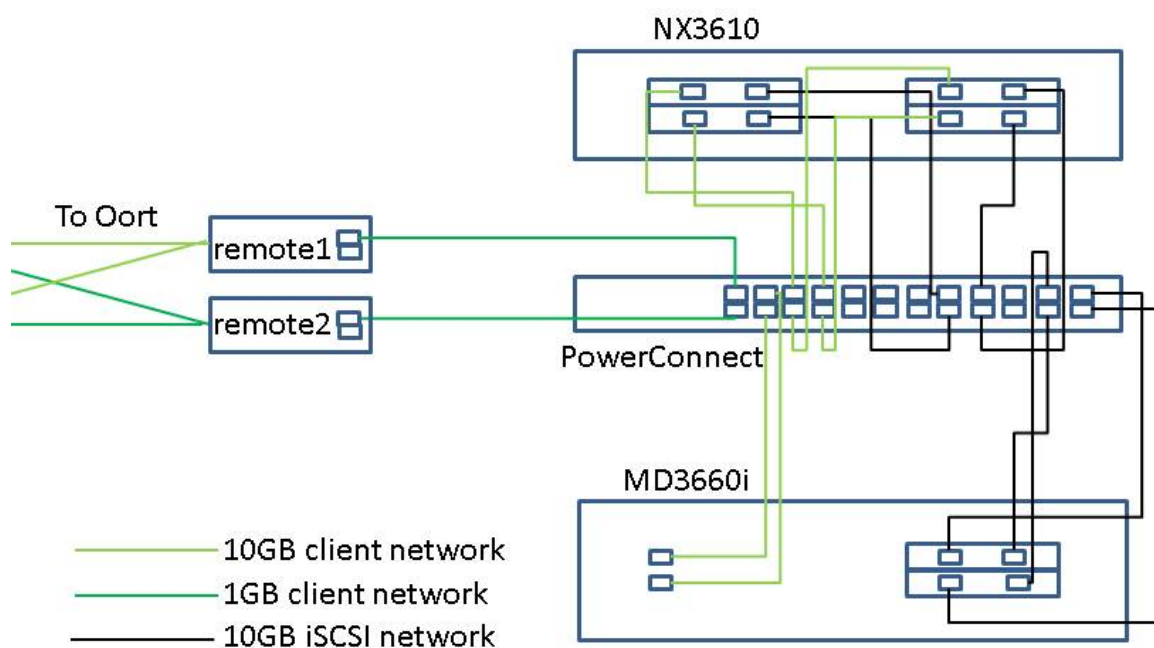 NX3610
To Oort
remote1
remote2
PowerConnect
MD3660i
10GB client network
1GB client network
10GB iSCSI network